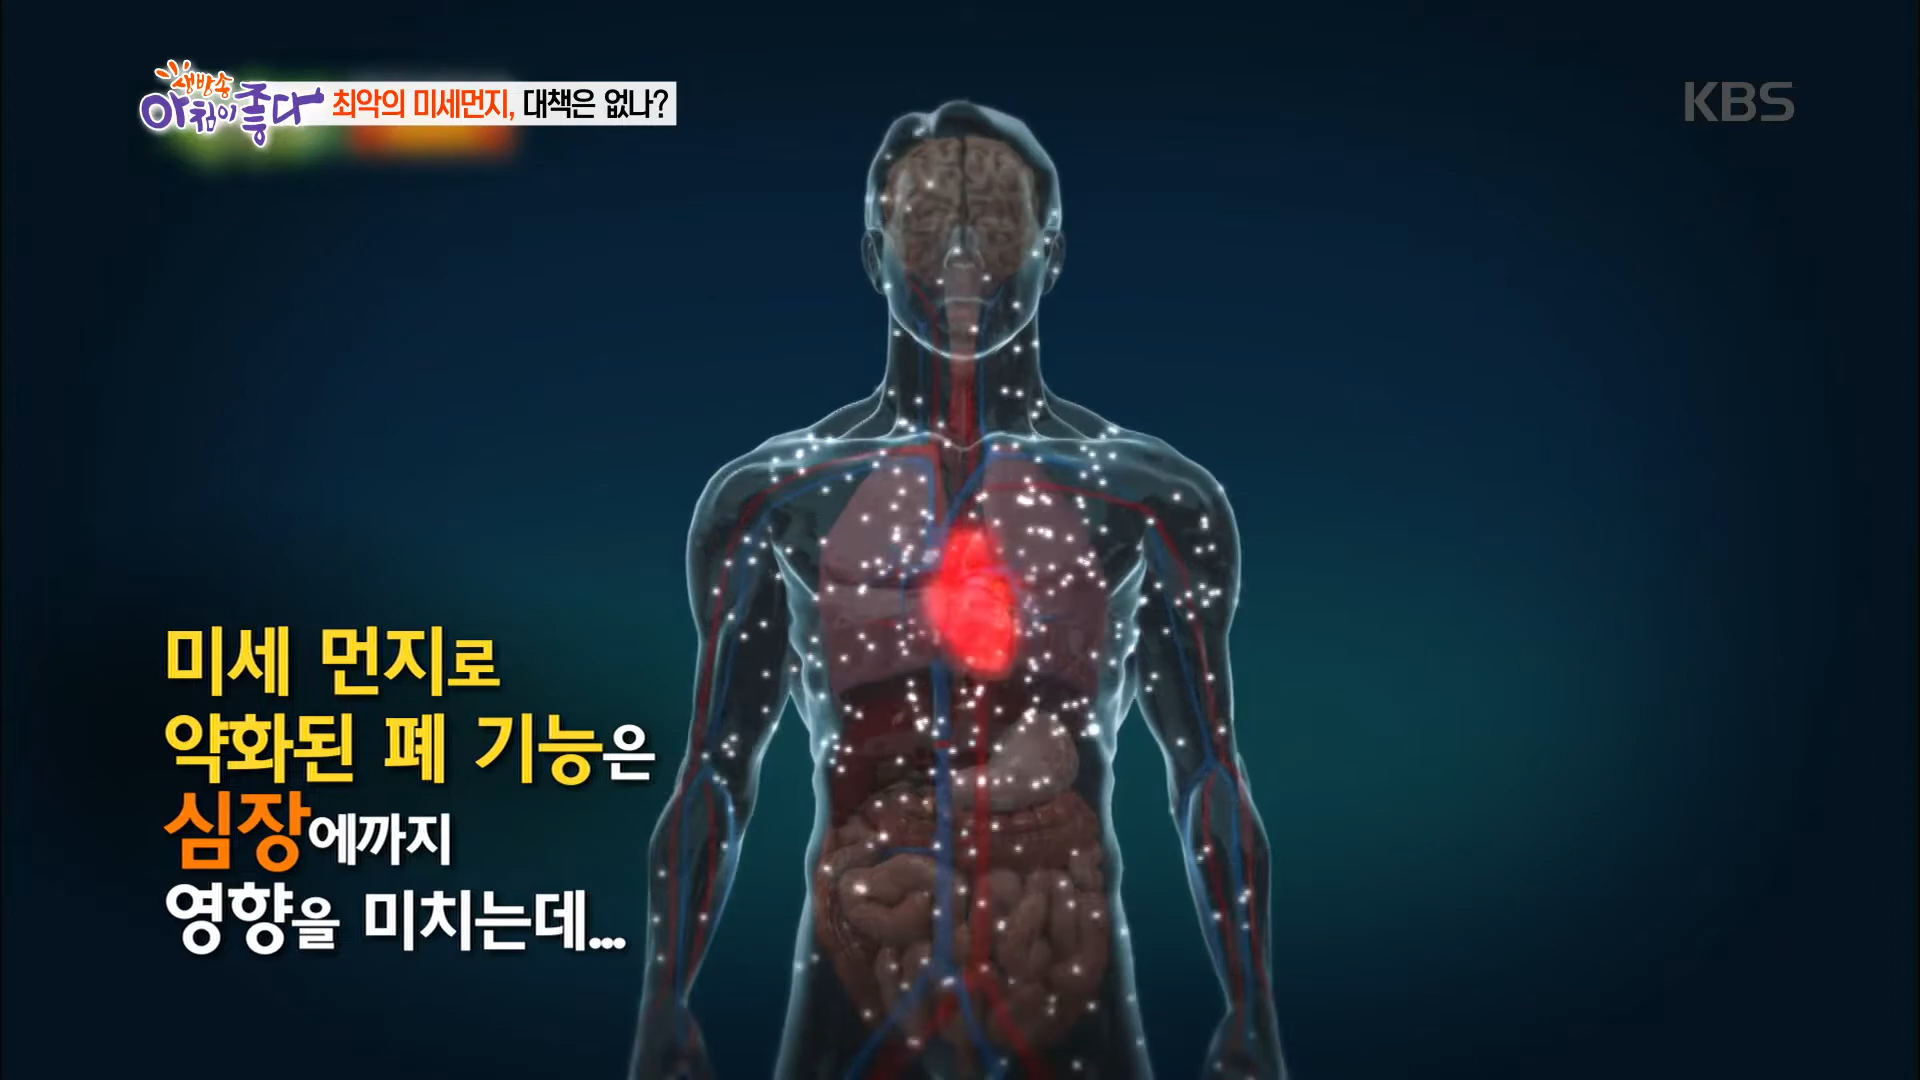 생방송
아침이 좋다
최악의 미세먼지, 대책은 없나?
KBS
미세 먼지로
약화된 폐 기능은
심장에까지
영향을 미치는데...